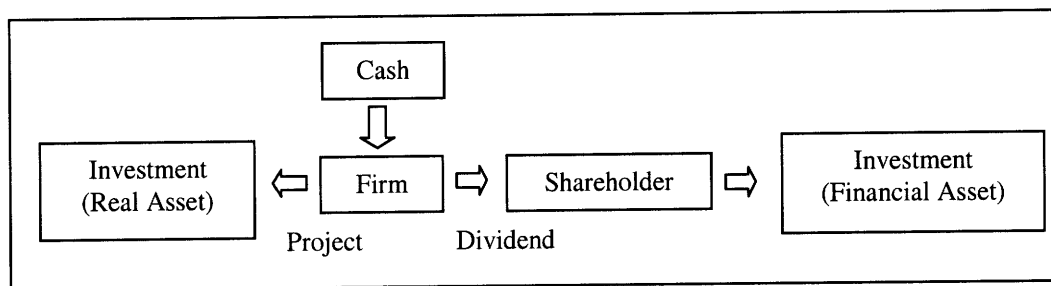 Cash
Investment
(Real Asset)
Firm
Shareholder
Investment
(Financial Asset)
Project
Dividend